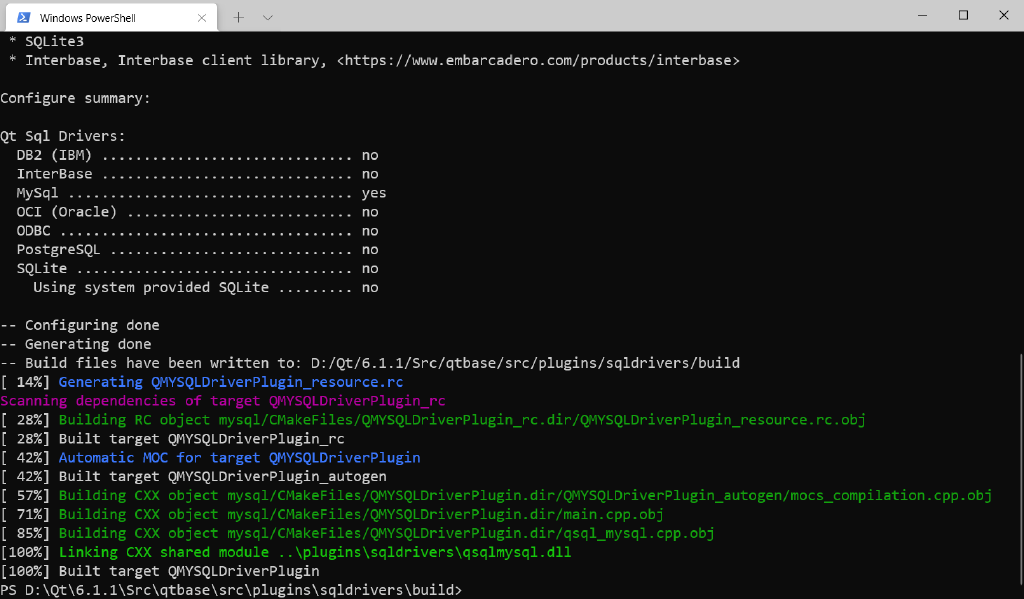 Windows PowerShell
* SQLite3
* Interbase, Interbase client library, <https://www.embarcadero.com/products/interbase>
Configure summary:
Qt Sql Drivers:
DB2 (IBM) .............................. no
InterBase .............................. no
MySql .................................. yes
OCI (Oracle) ........................... no
ODBC ................................... no
PostgreSQL ............................. no
SQLite ................................. no
Using system provided SQLite ......... no
-- Configuring done
-- Generating done
-- Build files have been written to: D:/Qt/6.1.1/Src/qtbase/src/plugins/sqldrivers/build
[ 14%] Generating QMYSQLDriverPlugin_resource.rc
Scanning dependencies of target QMYSQLDriverPlugin_rc
[ 28%] Building RC object mysql/CMakeFiles/QMYSQLDriverPlugin_rc.dir/QMYSQLDriverPlugin_resource.rc.obj
[ 28%] Built target QMYSQLDriverPlugin_rc
[ 42%] Automatic MOC for target QMYSQLDriverPlugin
[ 42%] Built target QMYSQLDriverPlugin_autogen
[ 57%] Building CXX object mysql/CMakeFiles/QMYSQLDriverPlugin.dir/QMYSQLDriverPlugin_autogen/mocs_compilation.cpp.obj
[ 71%] Building CXX object mysql/CMakeFiles/QMYSQLDriverPlugin.dir/main.cpp.obj
[ 85%] Building CXX object mysql/CMakeFiles/QMYSQLDriverPlugin.dir/qsql_mysql.cpp.obj
[100%] Linking CXX shared module ..\plugins\sqldrivers\qsqlmysql.dll
[100%] Built target QMYSQLDriverPlugin
PS D:\Qt\6.1.1\Src\qtbase\src\plugins\sqldrivers\build>